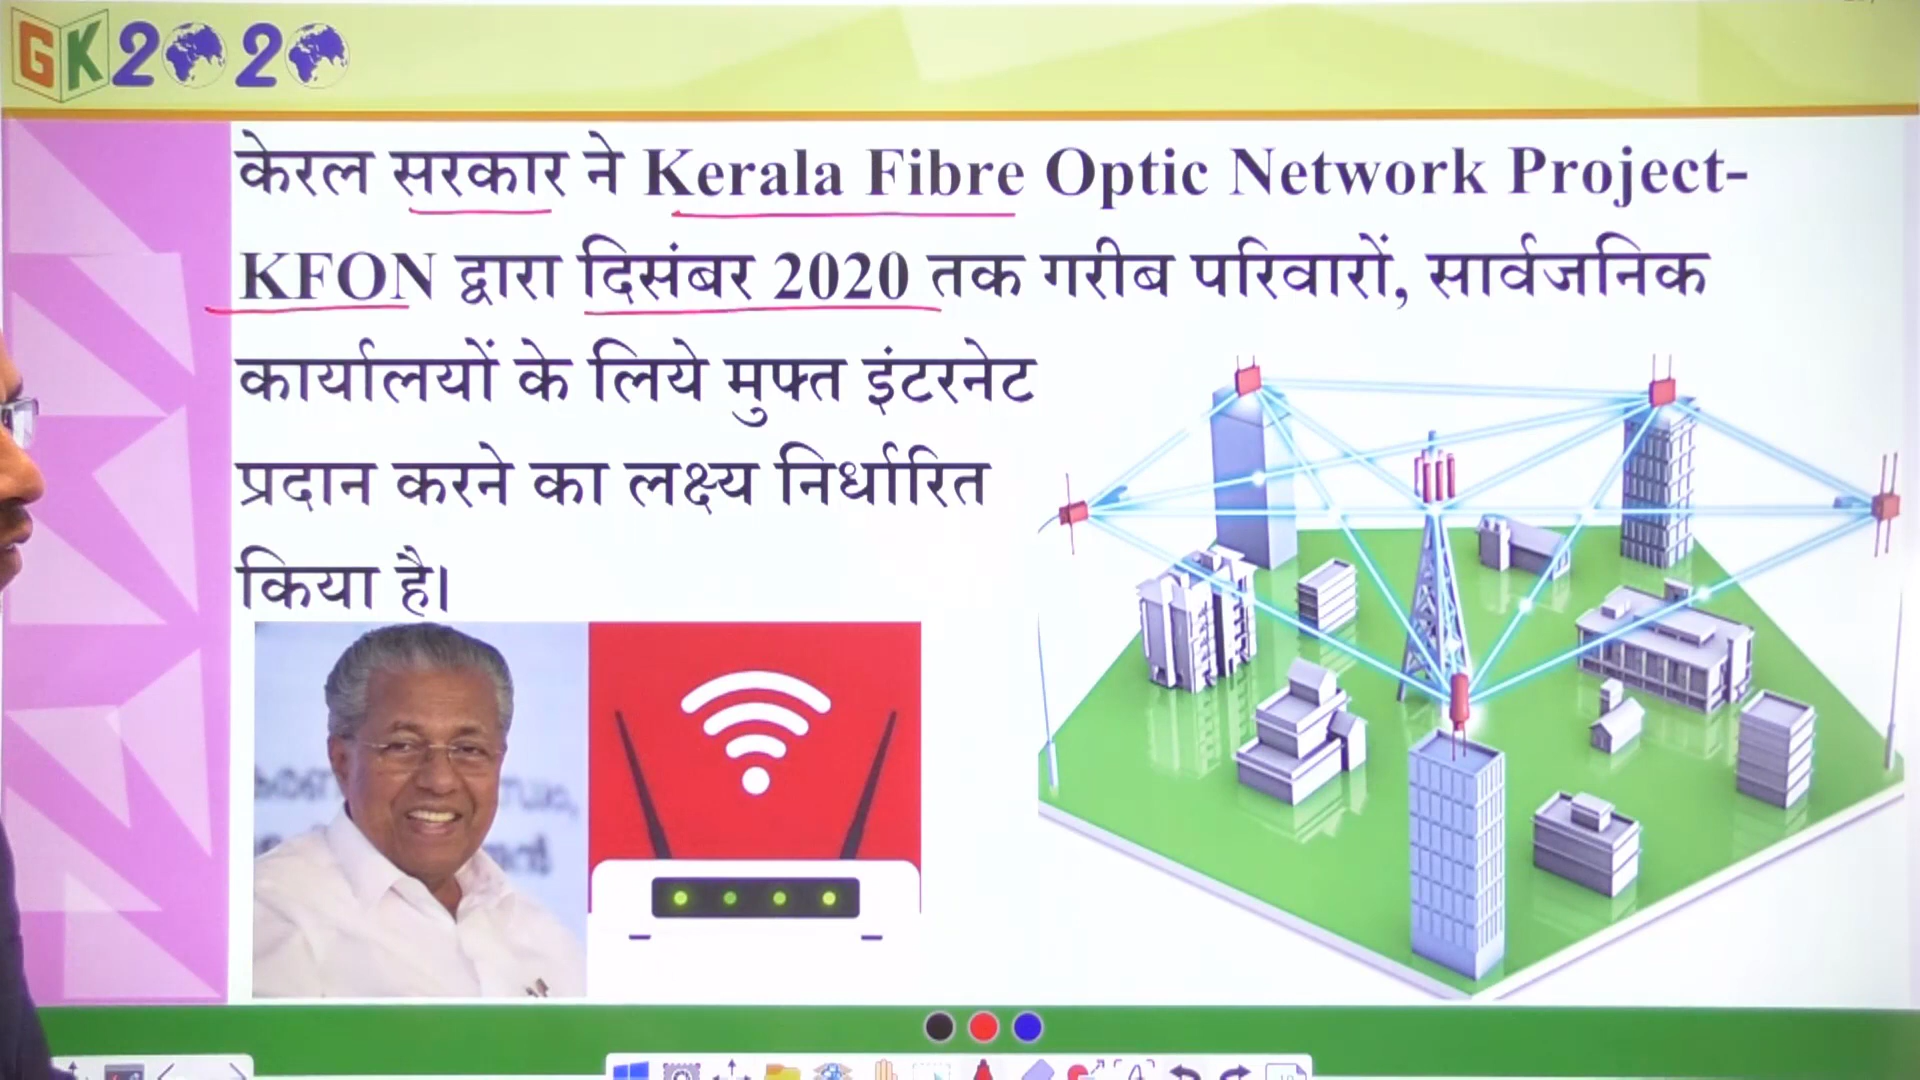 GK2020
केरल सरकार ने Kerala Fibre Optic Network Project-
KFON द्वारा दिसंबर 2020 तक गरीब परिवारों, सार्वजनिक
कार्यालयों के लिये मुफ्त इंटरनेट
प्रदान करने का लक्ष्य निर्धारित
किया है।